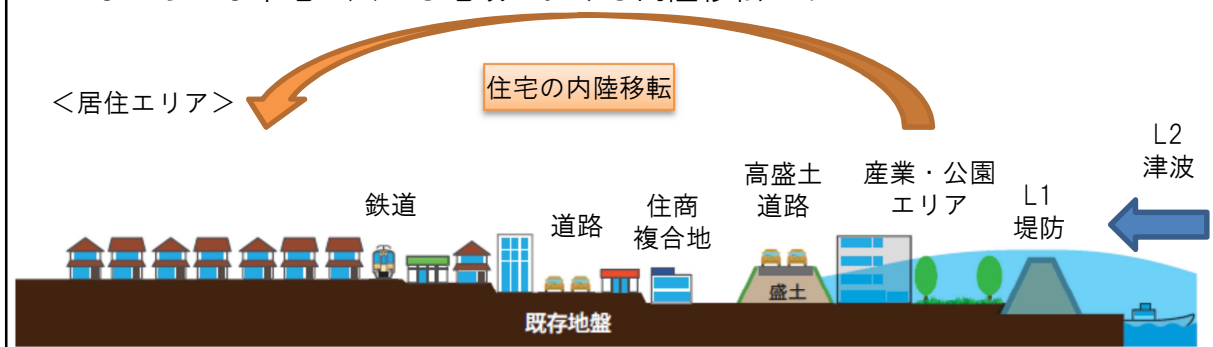 住宅の内陸移転
＜居住エリア＞
L2
津波
高盛土
道路
産業・公園
エリア
L1
堤防
鉄道
道路
住商
複合地
盛土
既存地盤